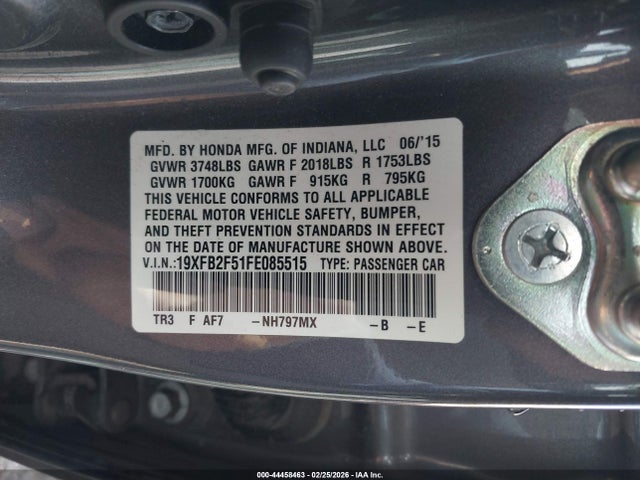 MFD. BY HONDA MFG. OF INDIANA, LLC 06/'15
GVWR 3748LBS GAWR F 2018LBS R 1753LBS
GVWR 1700KG GAWR F 915KG R 795KG
THIS VEHICLE CONFORMS TO ALL APPLICABLE
FEDERAL MOTOR VEHICLE SAFETY, BUMPER,
AND THEFT PREVENTION STANDARDS IN EFFECT
ON THE DATE OF MANUFACTURE SHOWN ABOVE.
V.I.N.:19XFB2F51FE085515 TYPE: PASSENGER CAR
TR3 F AF7 -NH797MX -B -E
000-44458463 - 02/25/2026 - IAA Inc.